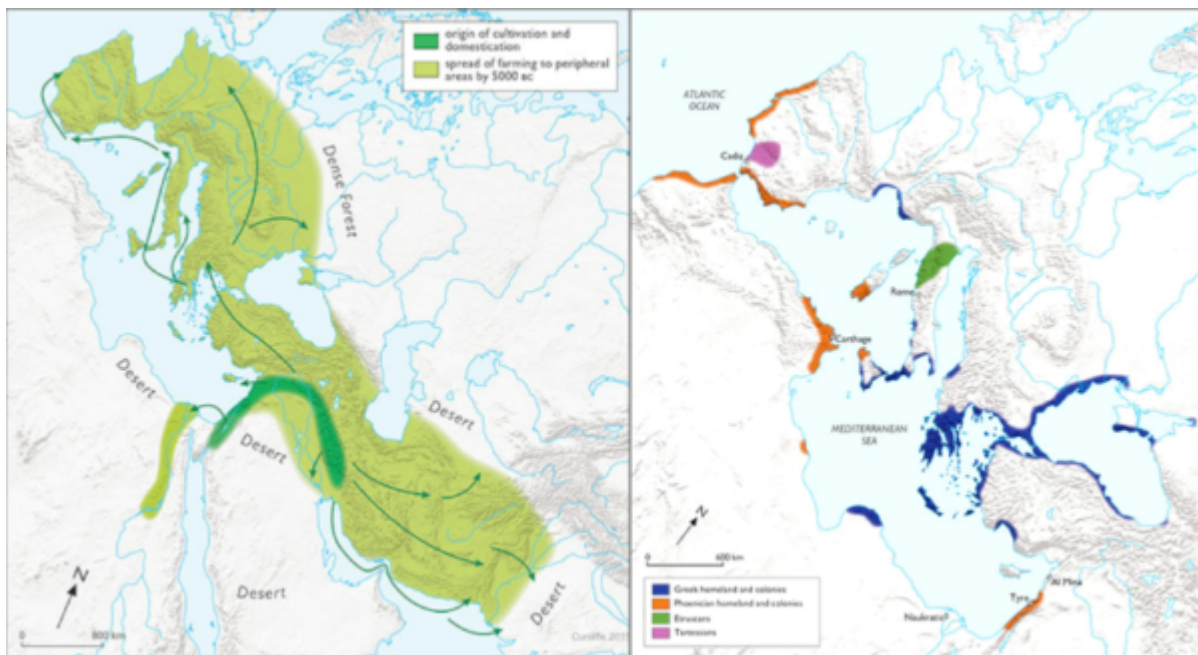 origin of cultivation and
domestication
spread of farming to peripheral
areas by 5000 BC
Dense Forest
Desert
Desert
Desert
Desert
Desert
N
800 km
0
Cunliffe 2015
ATLANTIC
OCEAN
Cadiz
Rome
Carthage
MEDITERRANEAN
SEA
N
0
600 km
Al Mina
Tyre
Naukratis
Greek homeland and colonies
Phoenician homeland and colonies
Etruscans
Tartessians